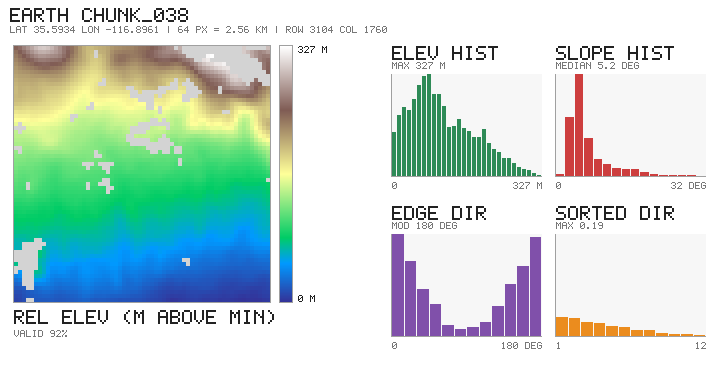 EARTH CHUNK_038
LAT 35.5934 LON -116.8961 | 64 PX = 2.56 KM | ROW 3104 COL 1760
327 M
0 M
REL ELEV (M ABOVE MIN)
VALID 92%
ELEV HIST
MAX 327 M
0 327 M
SLOPE HIST
MEDIAN 5.2 DEG
0 32 DEG
EDGE DIR
MOD 180 DEG
0 180 DEG
SORTED DIR
MAX 0.19
1 12